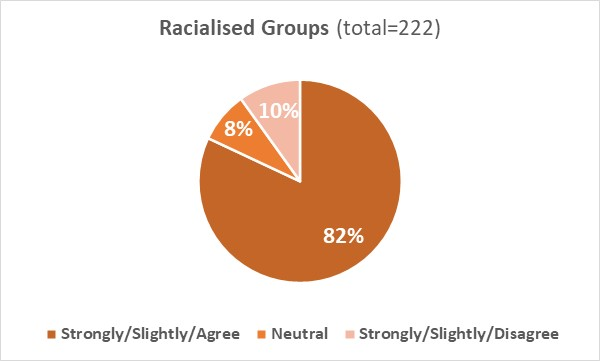 Racialised Groups (total=222)
10%
8%
82%
Strongly/Slightly/Agree Neutral Strongly/Slightly/Disagree